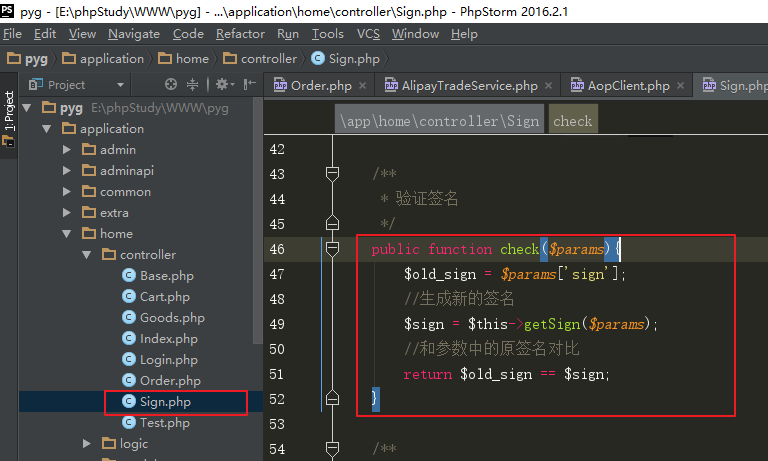 PS pyg - [E:\phpStudy\WWW\pyg] - ...\application\home\controller\Sign.php - PhpStorm 2016.2.1
File Edit View Navigate Code Refactor Run Tools VCS Window Help
pyg application home controller Sign.php
1: Project
Project
Order.php AlipayTradeService.php AopClient.php Sign.php
pyg E:\phpStudy\WWW\pyg
application
admin
adminapi
common
extra
home
controller
Base.php
Cart.php
Goods.php
Index.php
Login.php
Order.php
Sign.php
Test.php
logic
\app\home\controller\Sign check
42
43 /**
44 * 验证签名
45 */
46 public function check($params){
47 $old_sign = $params['sign'];
48 //生成新的签名
49 $sign = $this->getSign($params);
50 //和参数中的原签名对比
51 return $old_sign == $sign;
52 }
53
54 /**